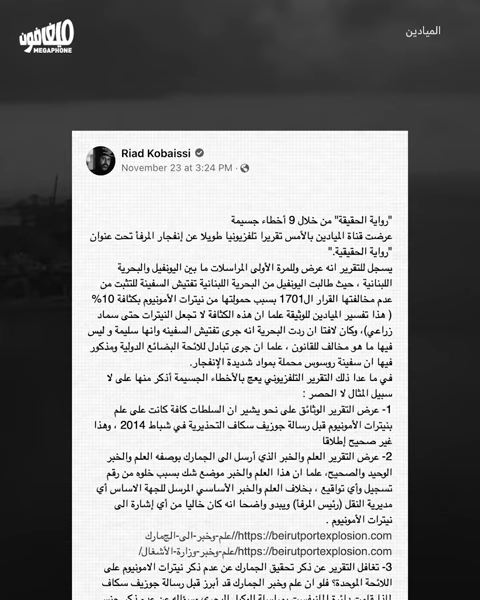 ميغافون
MEGAPHONE
الميادين
Riad Kobaissi
November 23 at 3:24 PM ·
"رواية الحقيقة" من خلال 9 أخطاء جسيمة
عرضت قناة الميادين بالأمس تقريرا تلفزيونيا طويلا عن إنفجار المرفأ تحت عنوان
"رواية الحقيقية."
يسجل للتقرير انه عرض وللمرة الأولى المراسلات ما بين اليونفيل والبحرية
اللبنانية ، حيث طالبت اليونفيل من البحرية اللبنانية تفتيش السفينة للتثبت من
عدم مخالفتها القرار ال1701 بسبب حمولتها من نيترات الأمونيوم بكثافة 10%
( هذا تفسير الميادين للوثيقة علما ان هذه الكثافة لا تجعل النيترات حتى سماد
زراعي)، وكان لافتا ان ردت البحرية انه جرى تفتيش السفينه وانها سليمة و ليس
فيها ما هو مخالف للقانون ، علما ان جرى تبادل للائحة البضائع الدولية ومذكور
فيها ان سفينة روسوس محملة بمواد شديدة الإنفجار.
في ما عدا ذلك التقرير التلفزيوني يعج بالأخطاء الجسيمة أذكر منها على لا
سبيل المثال لا الحصر :
1- عرض التقرير الوثائق على نحو يشير ان السلطات كافة كانت على علم
بنيترات الأمونيوم قبل رسالة جوزيف سكاف التحذيرية في شباط 2014 ، وهذا
غير صحيح إطلاقا
2- عرض التقرير العلم والخبر الذي أرسل الى الجمارك بوصفه العلم والخبر
الوحيد والصحيح، علما ان هذا العلم والخبر موضع شك بسبب خلوه من رقم
تسجيل وأي تواقيع ، بخلاف العلم والخبر الأساسي المرسل للجهة الاساس أي
مديرية النقل (رئيس المرفأ) ويبدو واضحا انه كان خاليا من أي إشارة الى
نيترات الأمونيوم .
https://beirutportexplosion.com//علم-وخبر-الى-الجمارك
https://beirutportexplosion.com//علم-وخبر-وزارة-الأشغال/
3- تغافل التقرير عن ذكر تحقيق الجمارك عن عدم ذكر نيترات الامونيوم على
اللائحة الموحدة؟ فلو ان علم وخبر الجمارك قد أبرز قبل رسالة جوزيف سكاف